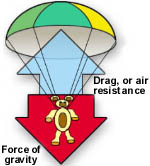 Drag, or air
resistance
Force of
gravity